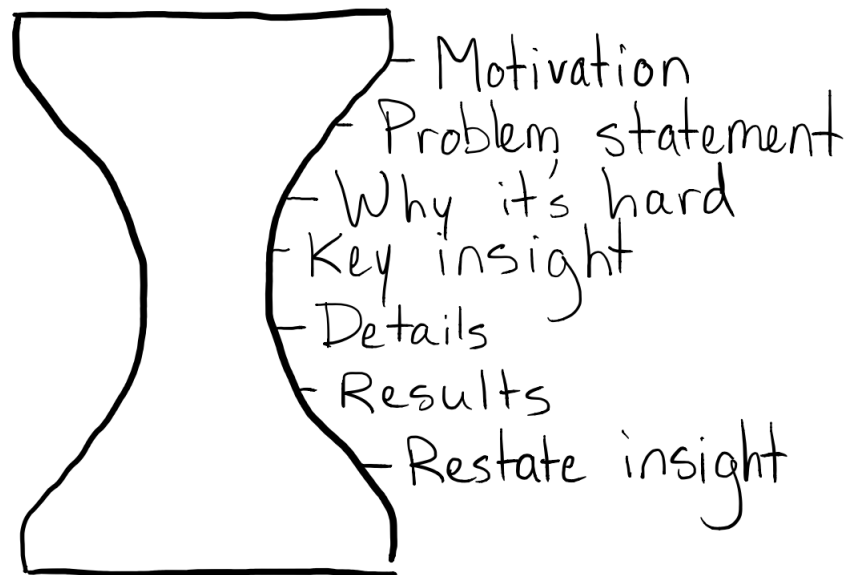 Motivation
Problem statement
Why it's hard
Key insight
Details
Results
Restate insight